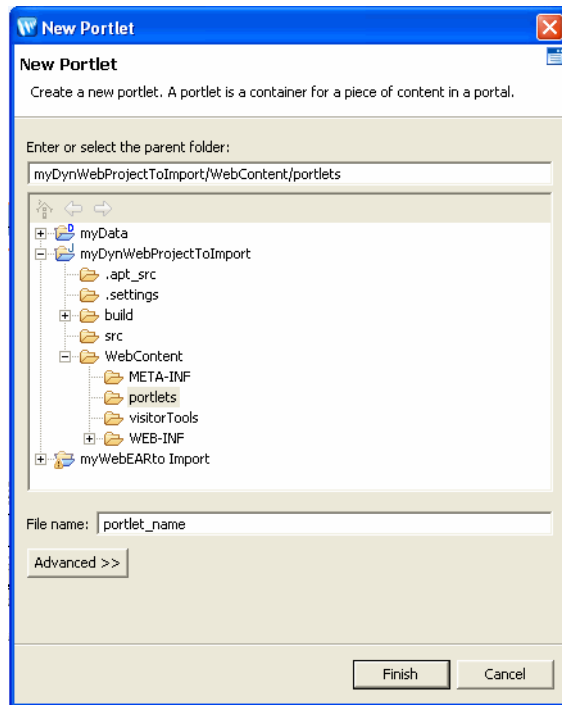 New Portlet
New Portlet
Create a new portlet. A portlet is a container for a piece of content in a portal.
Enter or select the parent folder:
myDynWebProjectToImport/WebContent/portlets
myData
myDynWebProjectToImport
.apt_src
.settings
build
src
WebContent
META-INF
portlets
visitorTools
WEB-INF
myWebEARto Import
File name: portlet_name
Advanced >>
Finish Cancel